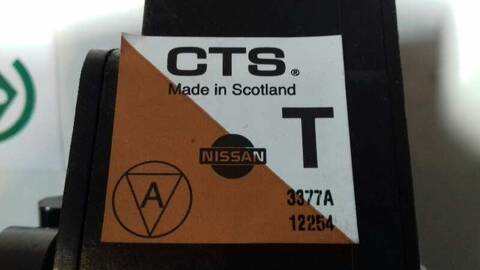 CTS®
Made in Scotland
T
NISSAN
A
3377A
12254